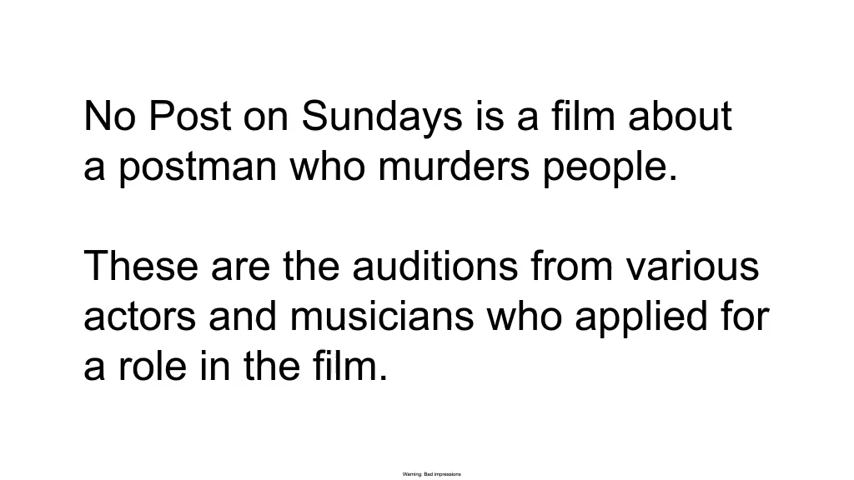 No Post on Sundays is a film about
a postman who murders people.
These are the auditions from various
actors and musicians who applied for
a role in the film.
Warning: Bad impressions